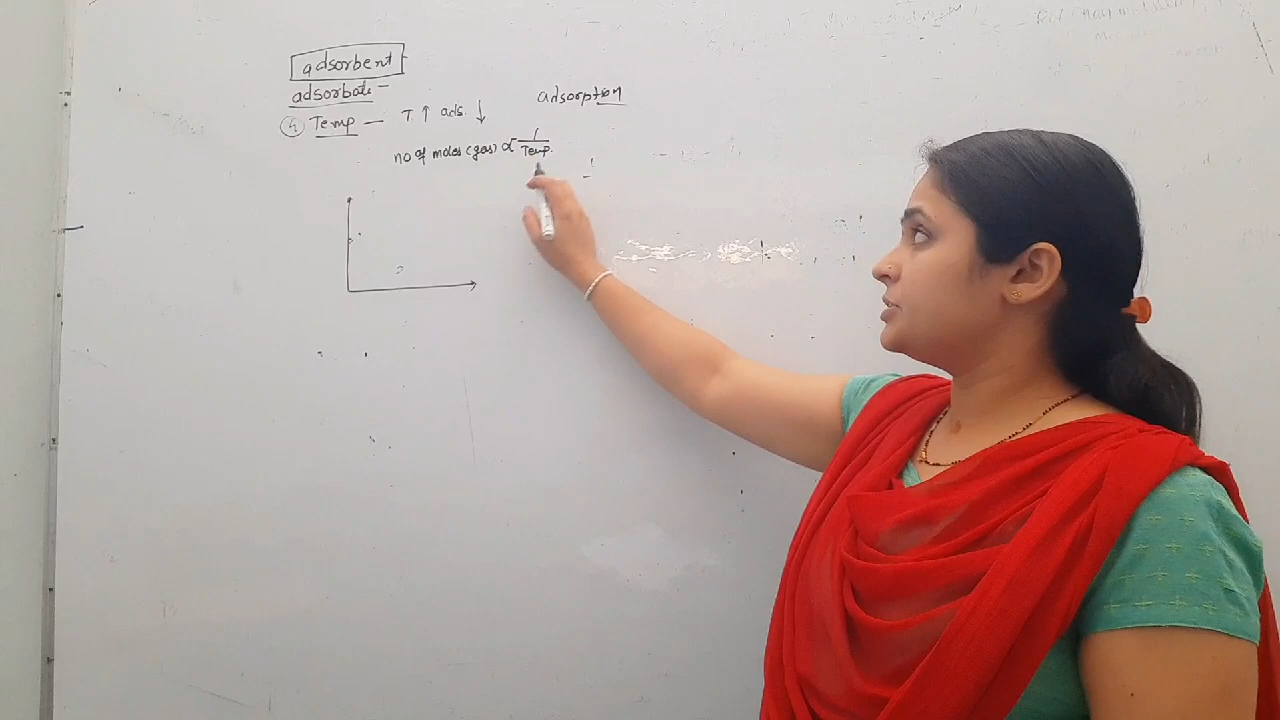 adsorbent
adsorbate -
adsorption
4 Temp — T ↑ ads. ↓
no of moles (gas) ∝ 1/Temp.